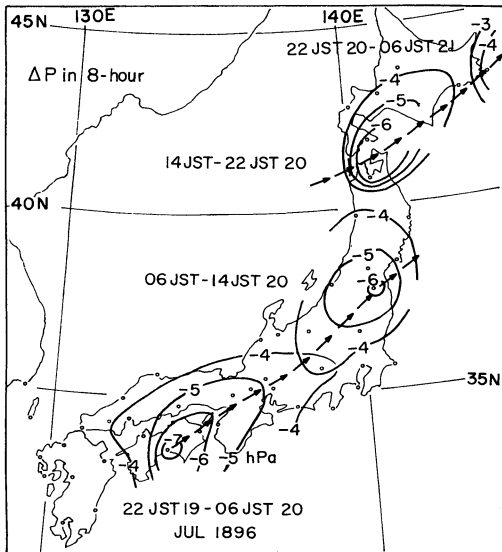 45N
130E
140E
22 JST 20-06 JST 21
-3
-4
ΔP in 8-hour
-4
-5
-6
14JST-22 JST 20
40N
-4
-5
-6
06 JST-14 JST 20
-4
-4
35N
-5
-4
-7
-4
-6
-5 hPa
22 JST 19-06 JST 20
JUL 1896